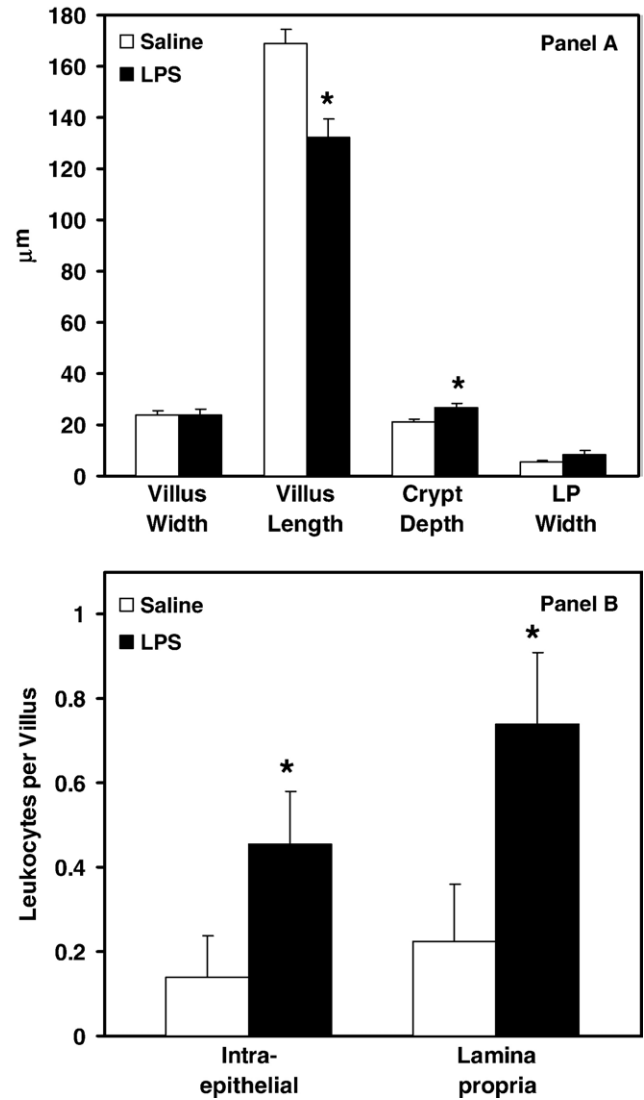 180
160
140
120
100
80
60
40
20
0
μm
Saline
LPS
Panel A
*
*
Villus Width
Villus Length
Crypt Depth
LP Width
1
0.8
0.6
0.4
0.2
0
Leukocytes per Villus
Saline
LPS
Panel B
*
*
Intra-
epithelial
Lamina
propria